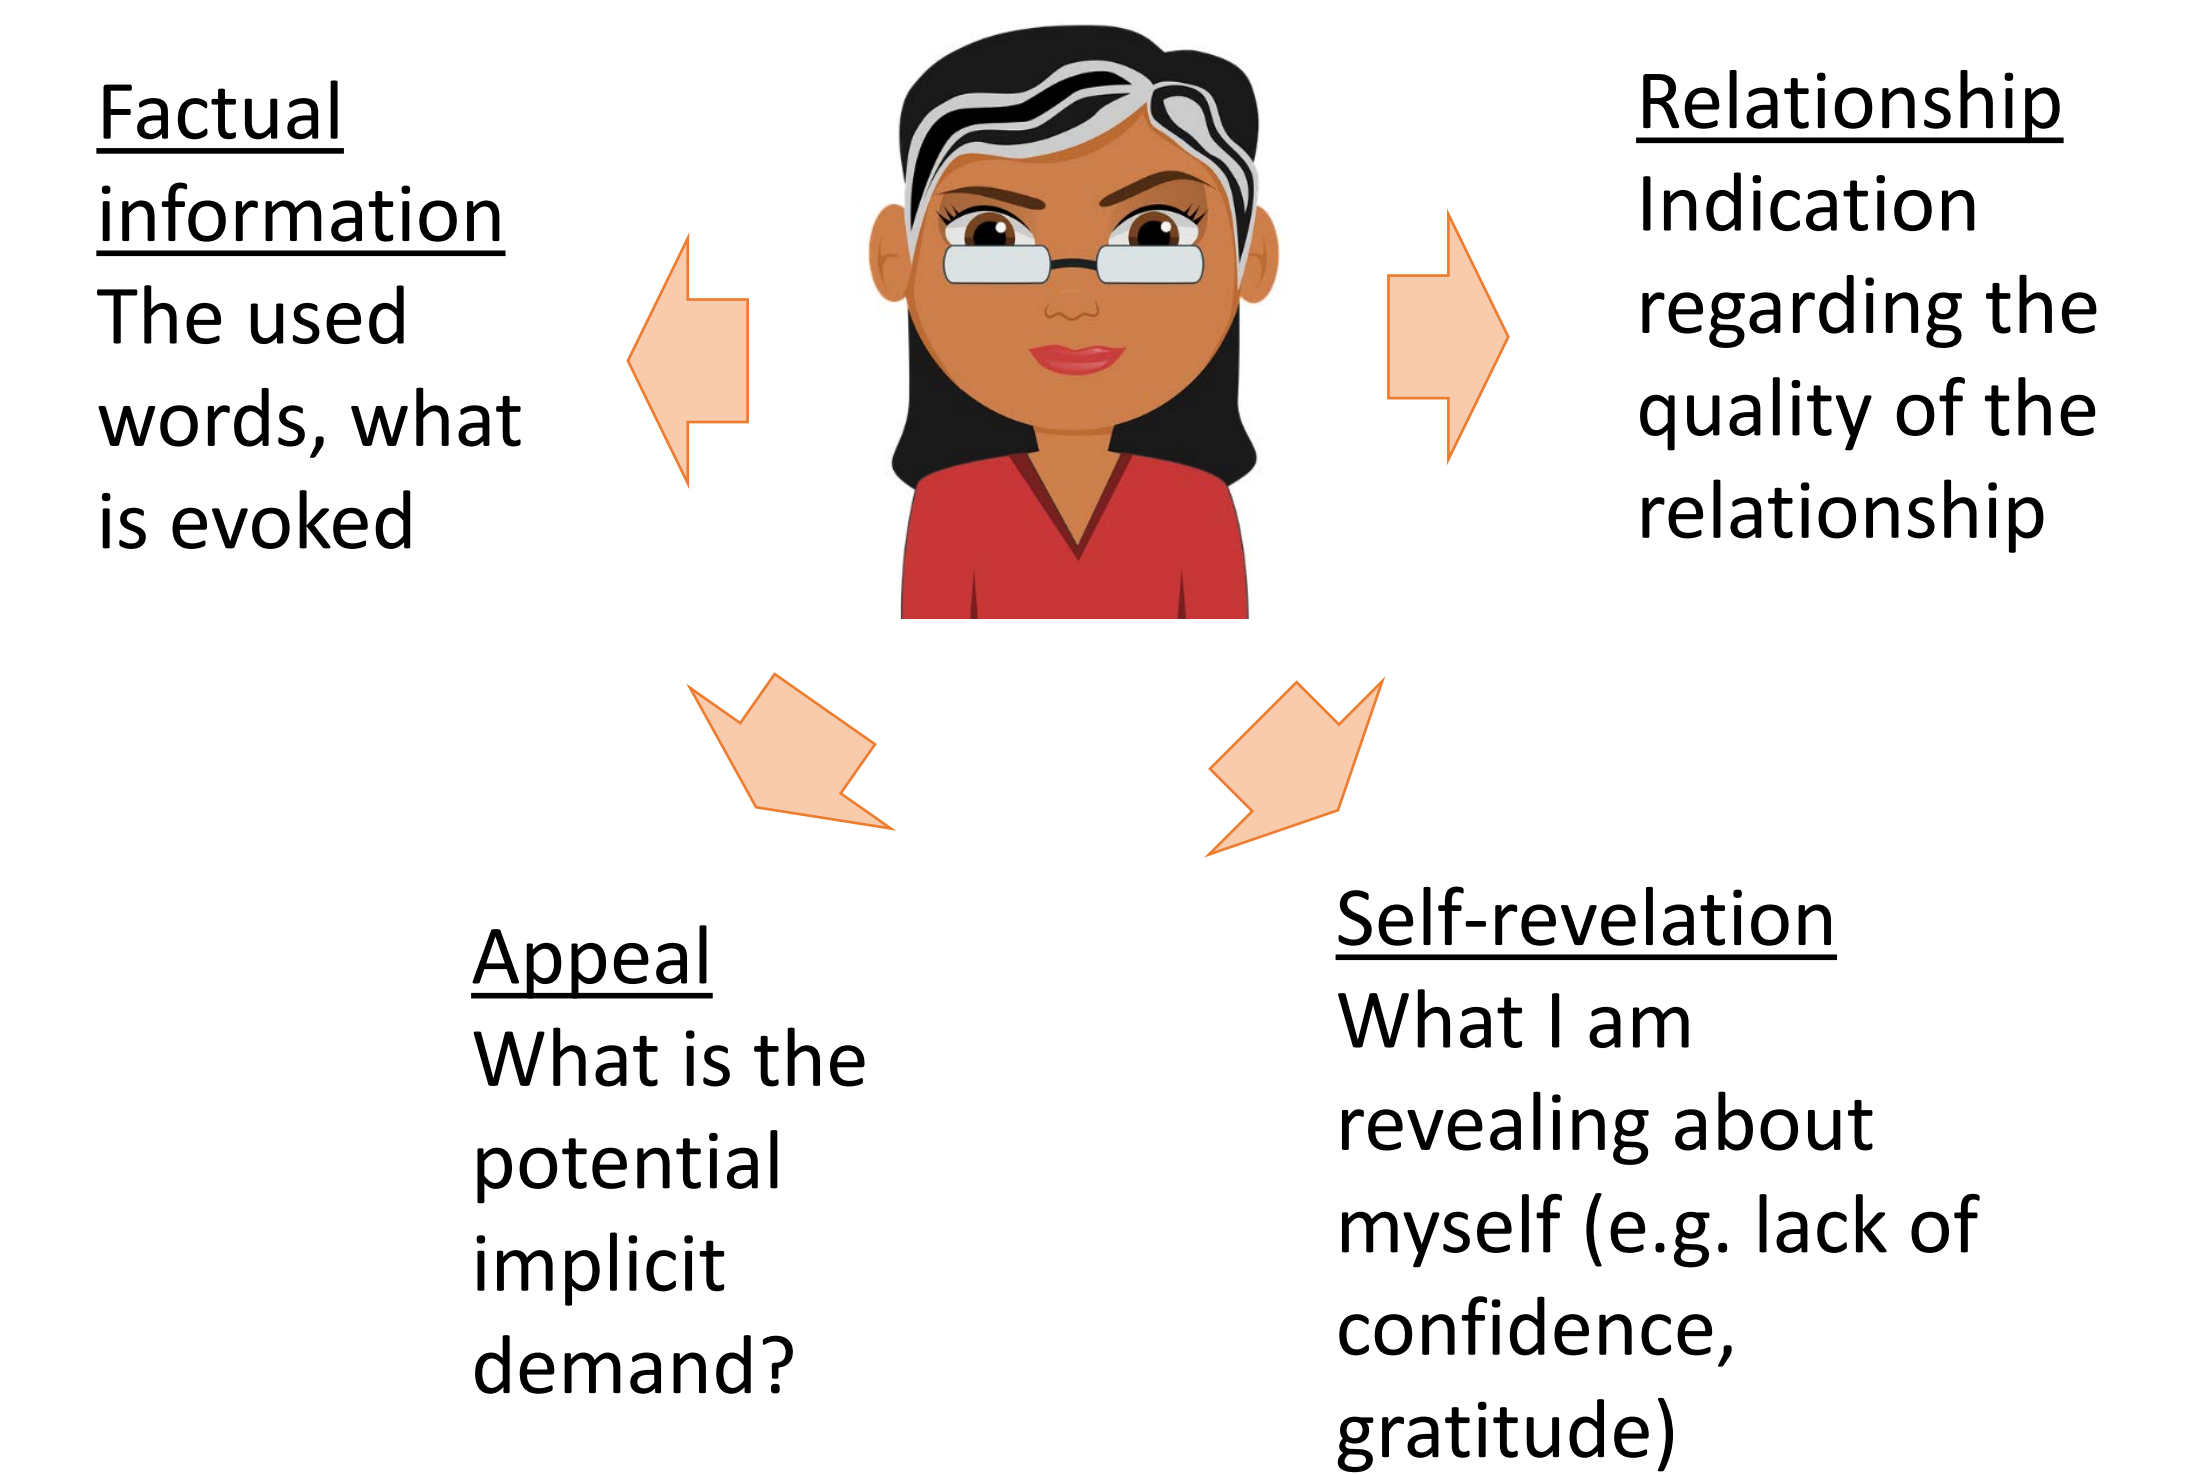 Factual
information
The used
words, what
is evoked
Relationship
Indication
regarding the
quality of the
relationship
Appeal
What is the
potential
implicit
demand?
Self-revelation
What I am
revealing about
myself (e.g. lack of
confidence,
gratitude)